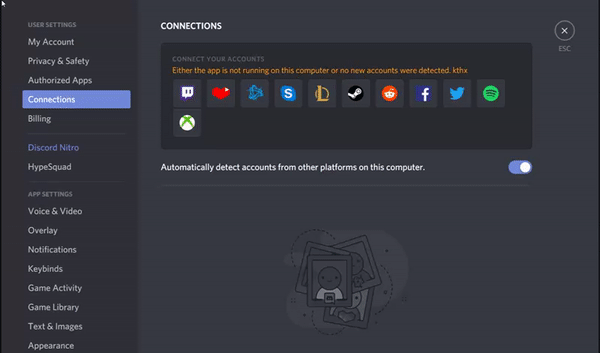 USER SETTINGS
My Account
Privacy & Safety
Authorized Apps
Connections
Billing
Discord Nitro
HypeSquad
APP SETTINGS
Voice & Video
Overlay
Notifications
Keybinds
Game Activity
Game Library
Text & Images
Appearance
CONNECTIONS
CONNECT YOUR ACCOUNTS
Either the app is not running on this computer or no new accounts were detected. kthx
Automatically detect accounts from other platforms on this computer.
ESC